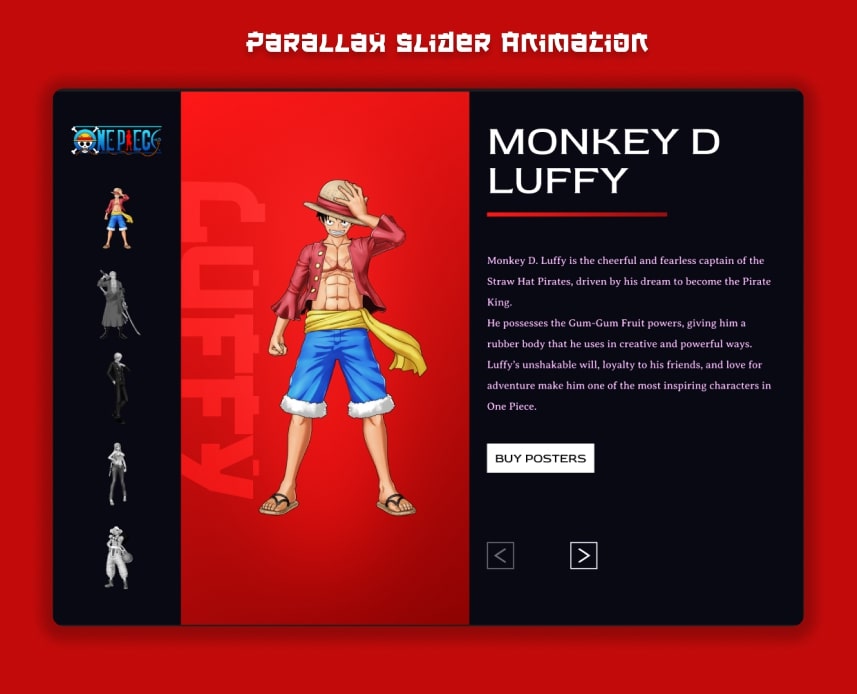 Parallax Slider Animation
ONE PIECE
Luffy
MONKEY D
LUFFY
Monkey D. Luffy is the cheerful and fearless captain of the
Straw Hat Pirates, driven by his dream to become the Pirate
King.
He possesses the Gum-Gum Fruit powers, giving him a
rubber body that he uses in creative and powerful ways.
Luffy's unshakable will, loyalty to his friends, and love for
adventure make him one of the most inspiring characters in
One Piece.
BUY POSTERS